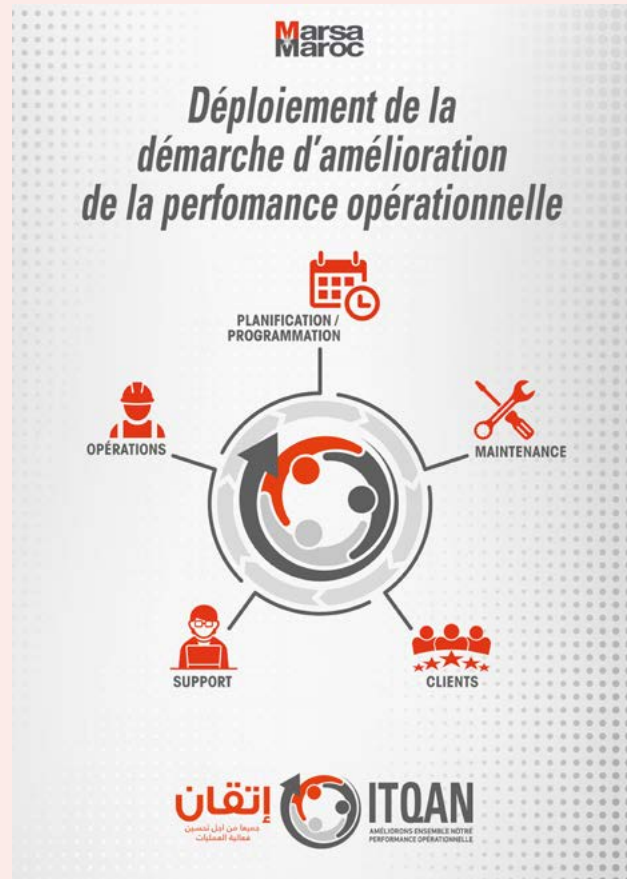 Marsa
Maroc
Déploiement de la
démarche d'amélioration
de la perfomance opérationnelle
PLANIFICATION /
PROGRAMMATION
OPÉRATIONS
MAINTENANCE
SUPPORT
CLIENTS
إتقان
جميعا من اجل تحسين
فعالية العمليات
ITQAN
AMÉLIORONS ENSEMBLE NOTRE
PERFORMANCE OPÉRATIONNELLE